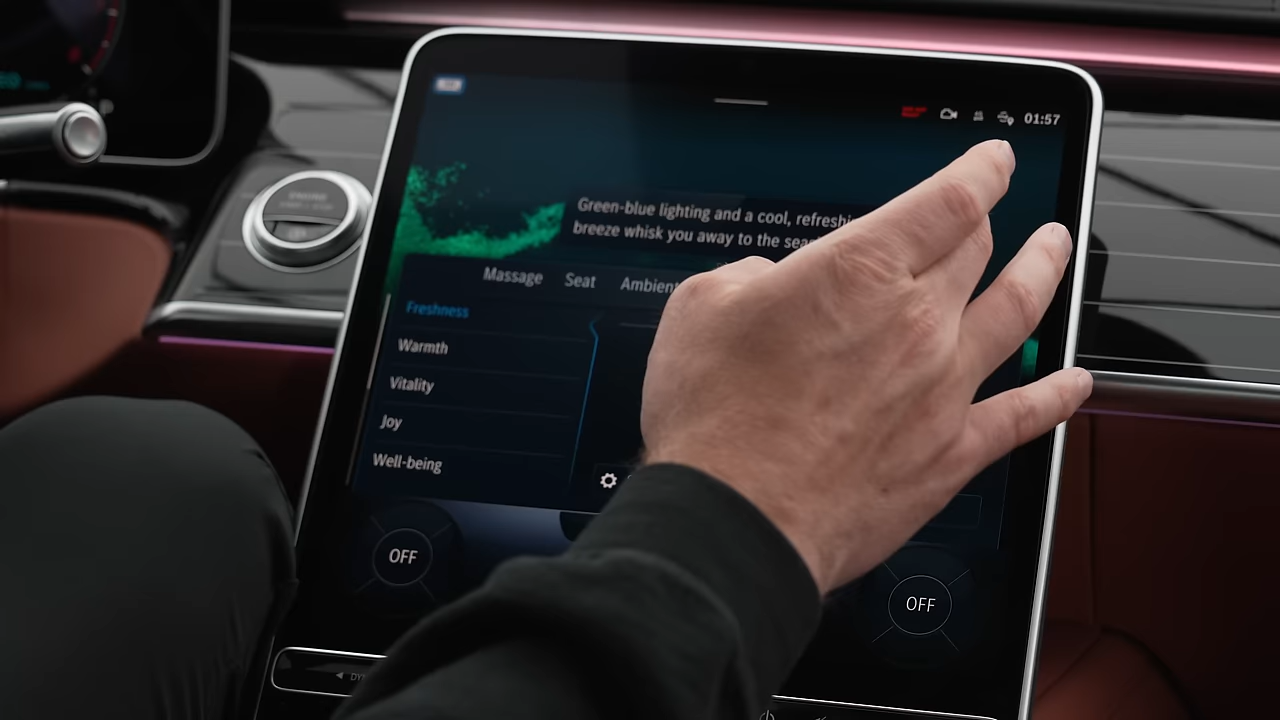 01:57
Green-blue lighting and a cool, refreshi
breeze whisk you away to the sea
Massage Seat Ambient
Freshness
Warmth
Vitality
Joy
Well-being
OFF
OFF
ENGINE